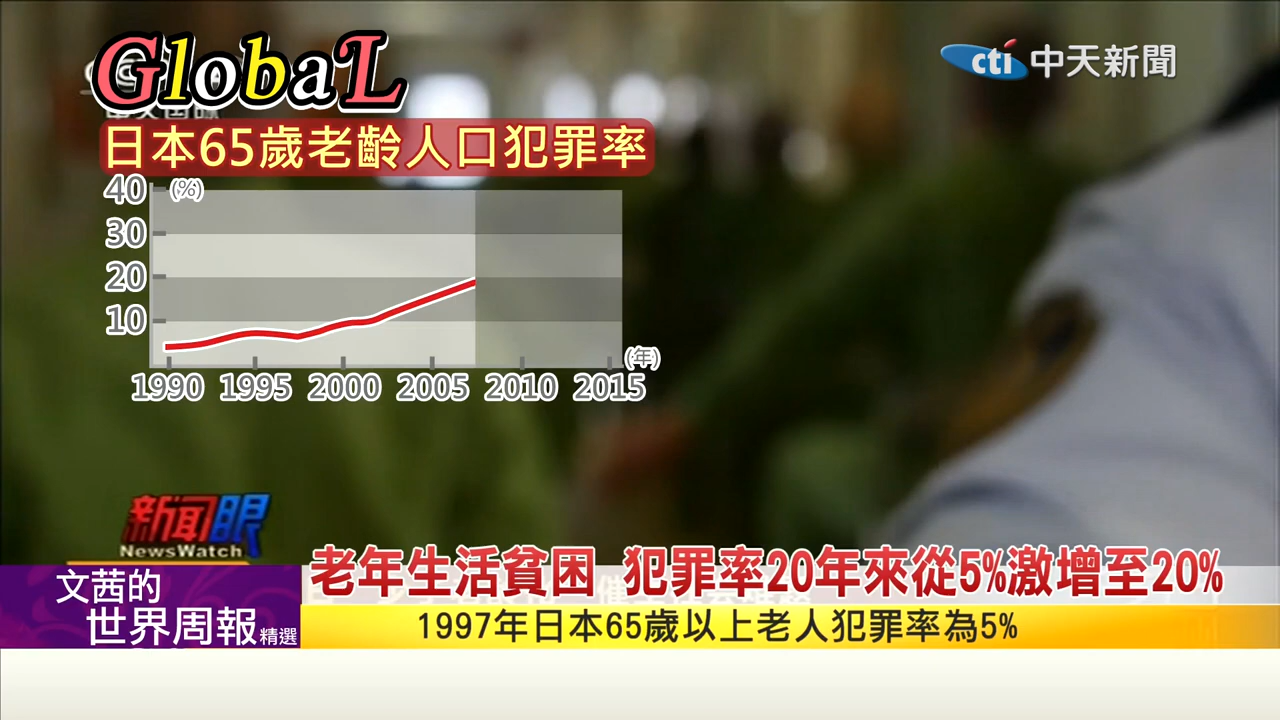 GlobaL
cti 中天新聞
日本65歲老齡人口犯罪率
40 (%)
30
20
10
(年)
1990 1995 2000 2005 2010 2015
新闻眼
NewsWatch
老年生活貧困 犯罪率20年來從5%激增至20%
文茜的
世界周報 精選
1997年日本65歲以上老人犯罪率為5%